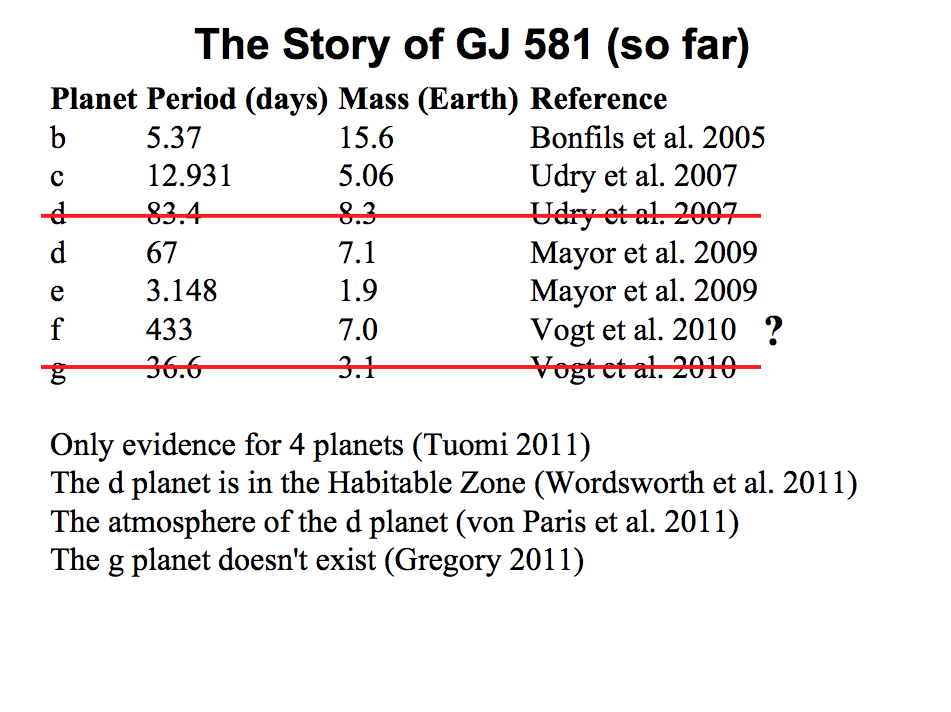 The Story of GJ 581 (so far)
Planet Period (days) Mass (Earth) Reference
b 5.37 15.6 Bonfils et al. 2005
c 12.931 5.06 Udry et al. 2007
d 83.4 8.3 Udry et al. 2007
d 67 7.1 Mayor et al. 2009
e 3.148 1.9 Mayor et al. 2009
f 433 7.0 Vogt et al. 2010 ?
g 36.6 3.1 Vogt et al. 2010
Only evidence for 4 planets (Tuomi 2011)
The d planet is in the Habitable Zone (Wordsworth et al. 2011)
The atmosphere of the d planet (von Paris et al. 2011)
The g planet doesn't exist (Gregory 2011)